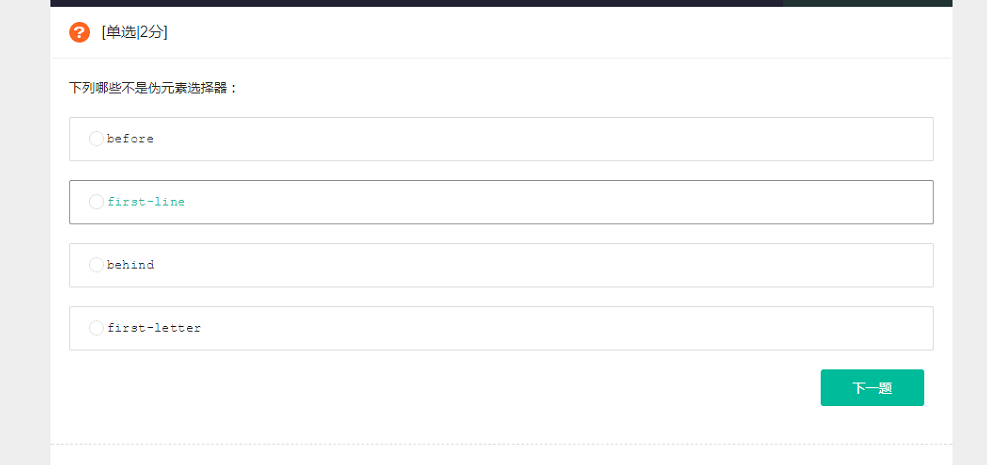 ?
[单选|2分]
下列哪些不是伪元素选择器：
before
first-line
behind
first-letter
下一题